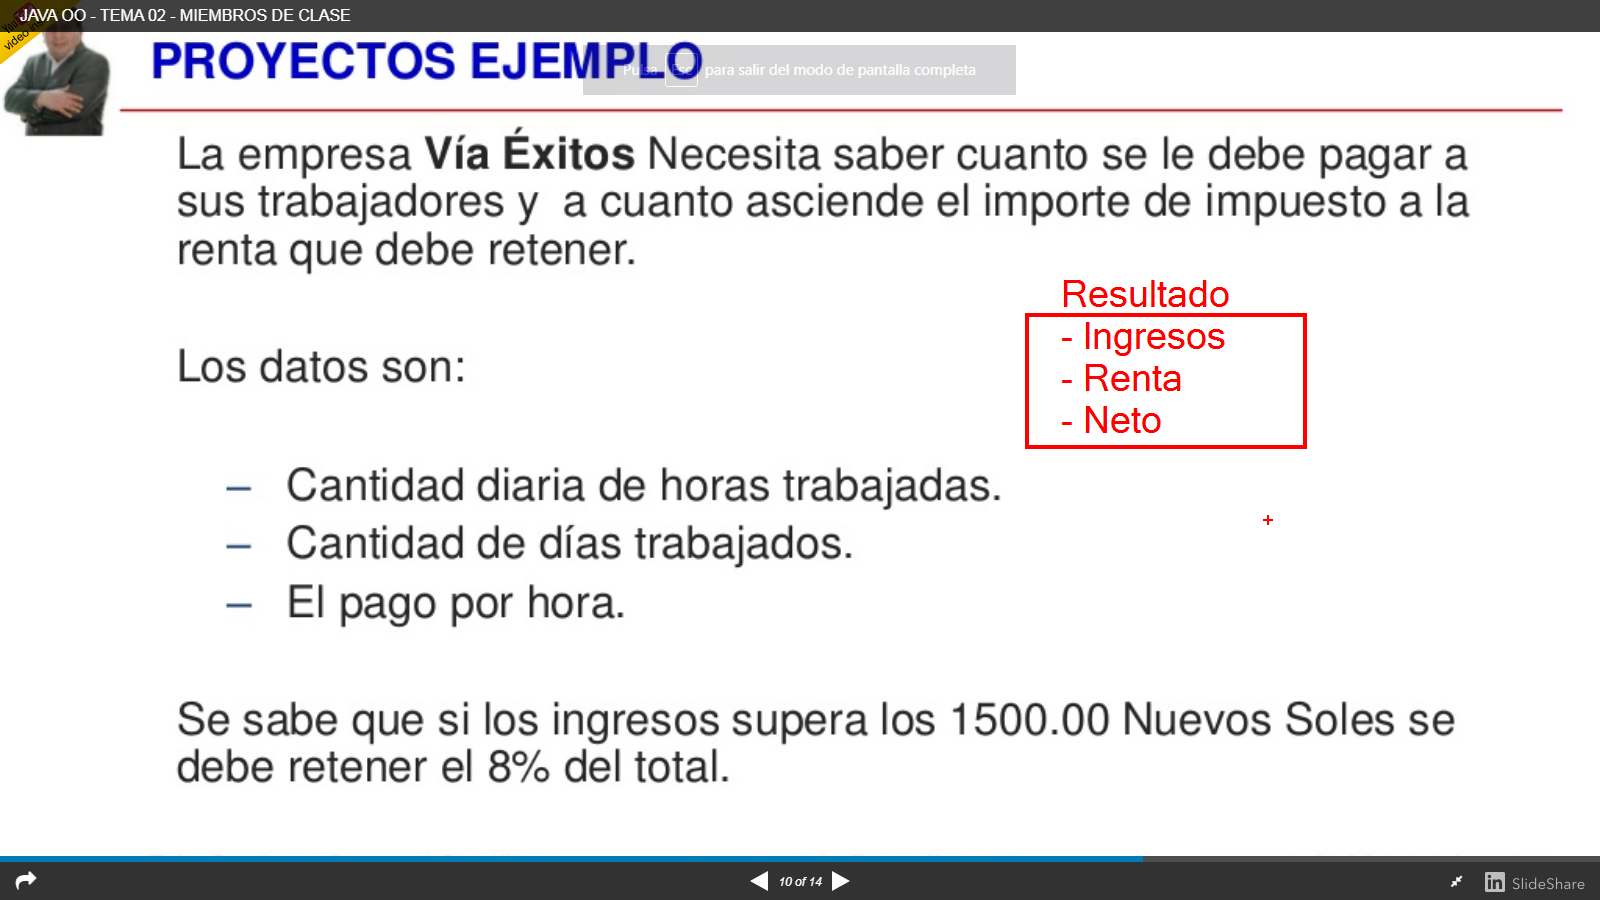 JAVA OO - TEMA 02 - MIEMBROS DE CLASE
PROYECTOS EJEMPLO
Pulsa Esc para salir del modo de pantalla completa
La empresa Vía Éxitos Necesita saber cuanto se le debe pagar a
sus trabajadores y a cuanto asciende el importe de impuesto a la
renta que debe retener.
Resultado
- Ingresos
- Renta
- Neto
Los datos son:
– Cantidad diaria de horas trabajadas.
– Cantidad de días trabajados.
– El pago por hora.
Se sabe que si los ingresos supera los 1500.00 Nuevos Soles se
debe retener el 8% del total.
10 of 14
in SlideShare